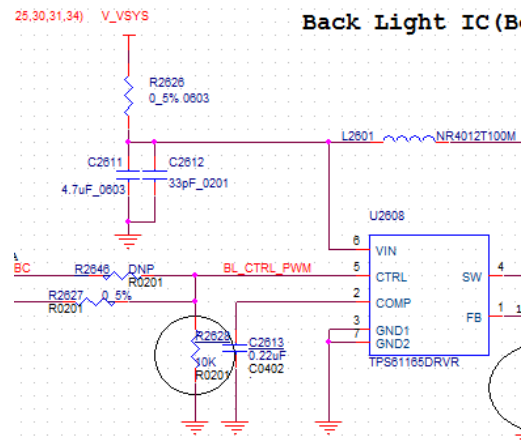 25,30,31,34) V_VSYS
Back Light IC(B
R2626
0_5% 0603
L2601 NR4012T100M
C2611
4.7uF_0603
C2612
33pF_0201
U2608
6 VIN
5 CTRL
2 COMP
3 GND1
7 GND2
SW 4
FB 1
TPS61165DRVR
BC
R2646 DNP
R0201
BL_CTRL_PWM
R2627 0_5%
R0201
R2628
10K
R0201
C2613
0.22uF
C0402
1